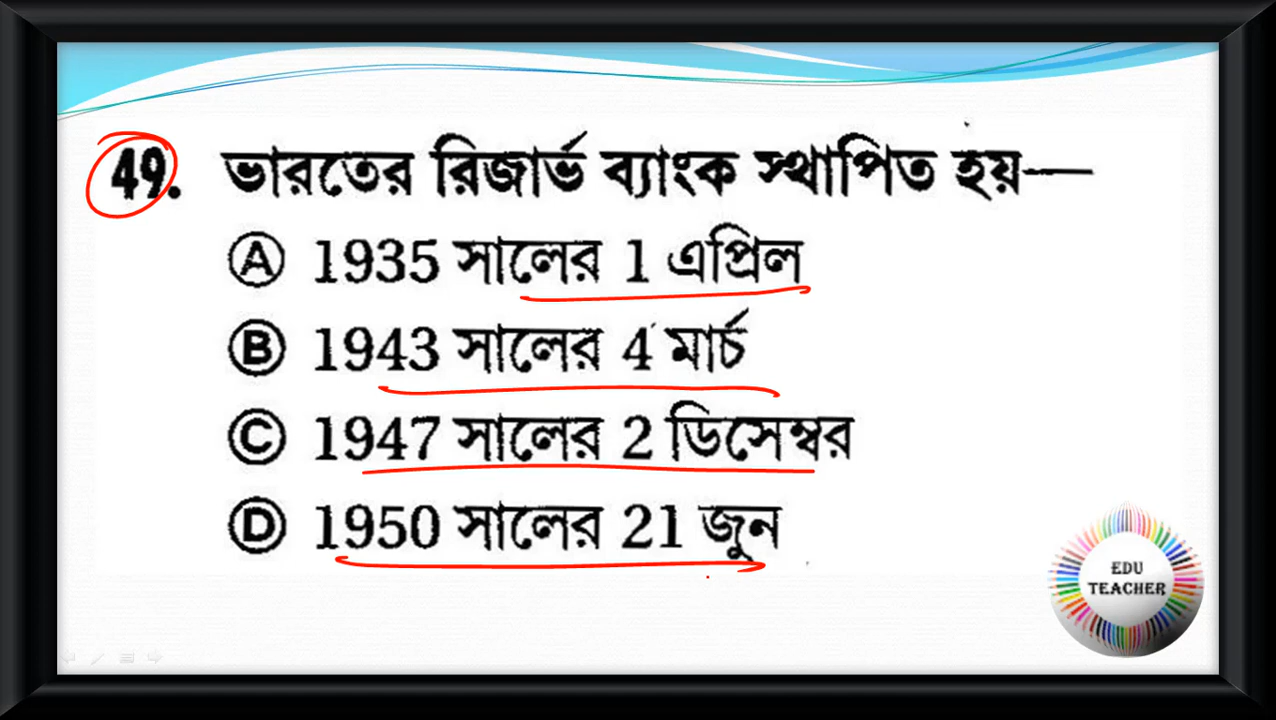 49. ভারতের রিজার্ভ ব্যাংক স্থাপিত হয়—
Ⓐ 1935 সালের 1 এপ্রিল
Ⓑ 1943 সালের 4 মার্চ
Ⓒ 1947 সালের 2 ডিসেম্বর
Ⓓ 1950 সালের 21 জুন
EDU
TEACHER